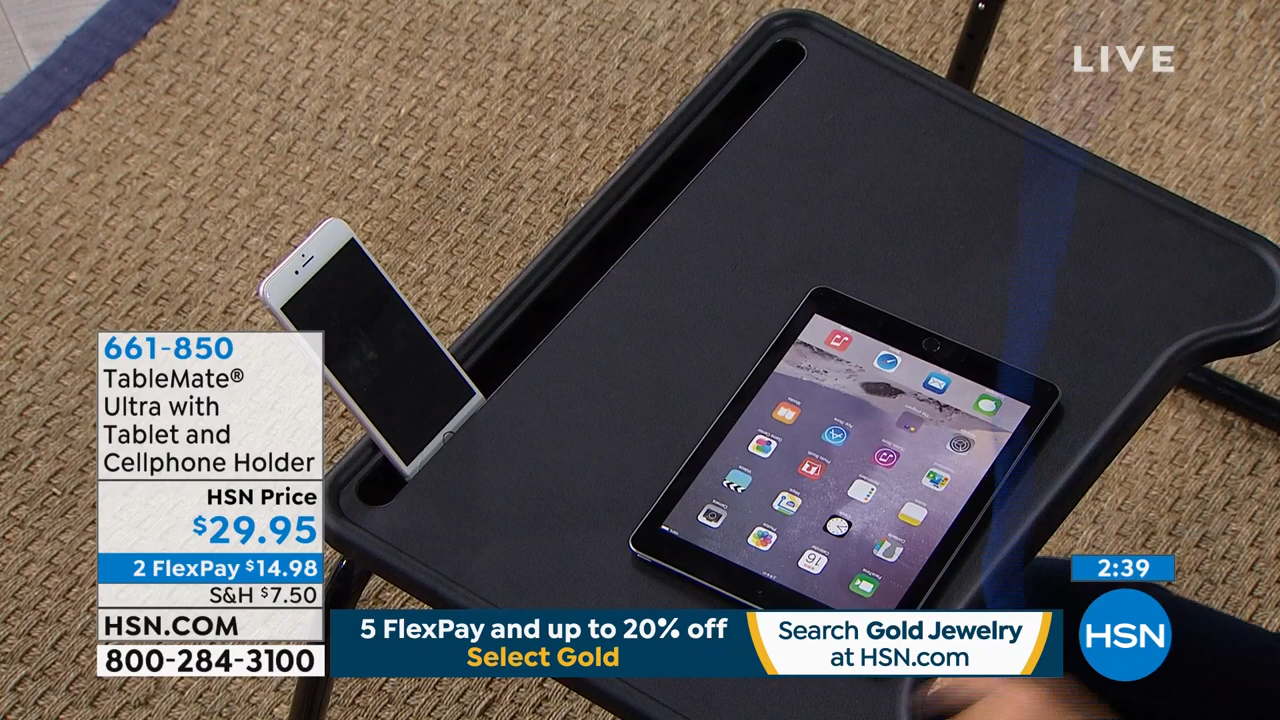 LIVE
661-850
TableMate®
Ultra with
Tablet and
Cellphone Holder
HSN Price
$29.95
2 FlexPay $14.98
S&H $7.50
HSN.COM
800-284-3100
5 FlexPay and up to 20% off
Select Gold
Search Gold Jewelry
at HSN.com
2:39
HSN
16